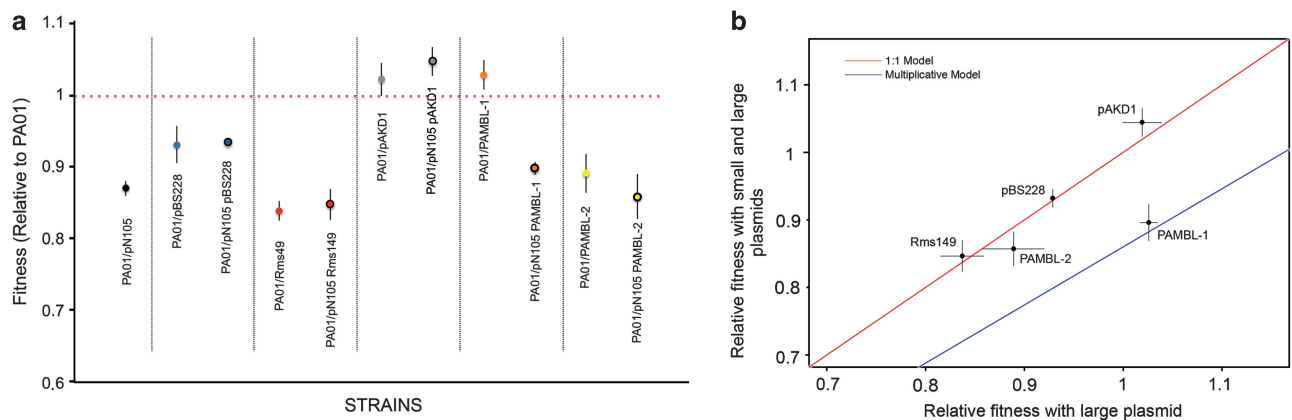 a
1.1
1
0.9
0.8
0.7
0.6
Fitness (Relative to PA01)
PA01/pN105
PA01/pBS228
PA01/pN105 pBS228
PA01/Rms49
PA01/pN105 Rms149
PA01/pAKD1
PA01/pN105 pAKD1
PA01/PAMBL-1
PA01/pN105 PAMBL-1
PA01/PAMBL-2
PA01/pN105 PAMBL-2
STRAINS
b
1:1 Model
Multiplicative Model
Relative fitness with small and large
plasmids
1.1
1
0.9
0.8
0.7
pAKD1
pBS228
Rms149
PAMBL-2
PAMBL-1
0.7
0.8
0.9
1
1.1
Relative fitness with large plasmid